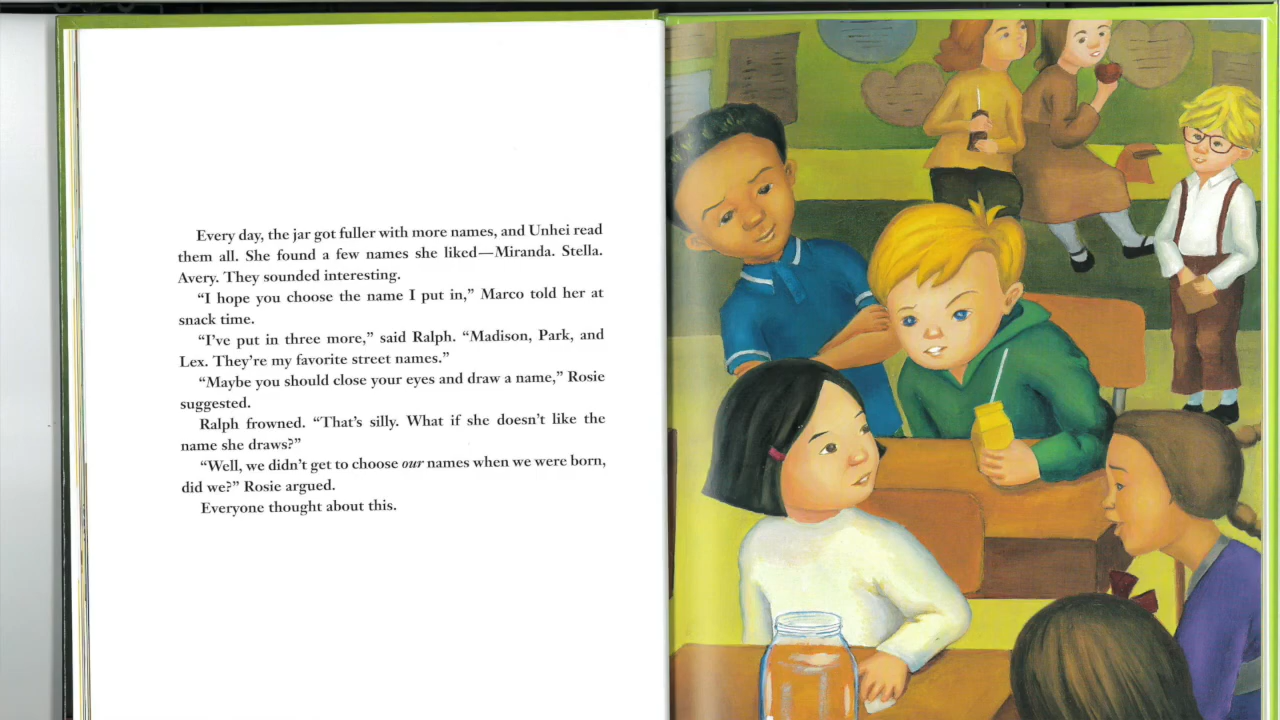 Every day, the jar got fuller with more names, and Unhei read
them all. She found a few names she liked—Miranda. Stella.
Avery. They sounded interesting.
“I hope you choose the name I put in,” Marco told her at
snack time.
“I’ve put in three more,” said Ralph. “Madison, Park, and
Lex. They’re my favorite street names.”
“Maybe you should close your eyes and draw a name,” Rosie
suggested.
Ralph frowned. “That’s silly. What if she doesn’t like the
name she draws?”
“Well, we didn’t get to choose our names when we were born,
did we?” Rosie argued.
Everyone thought about this.